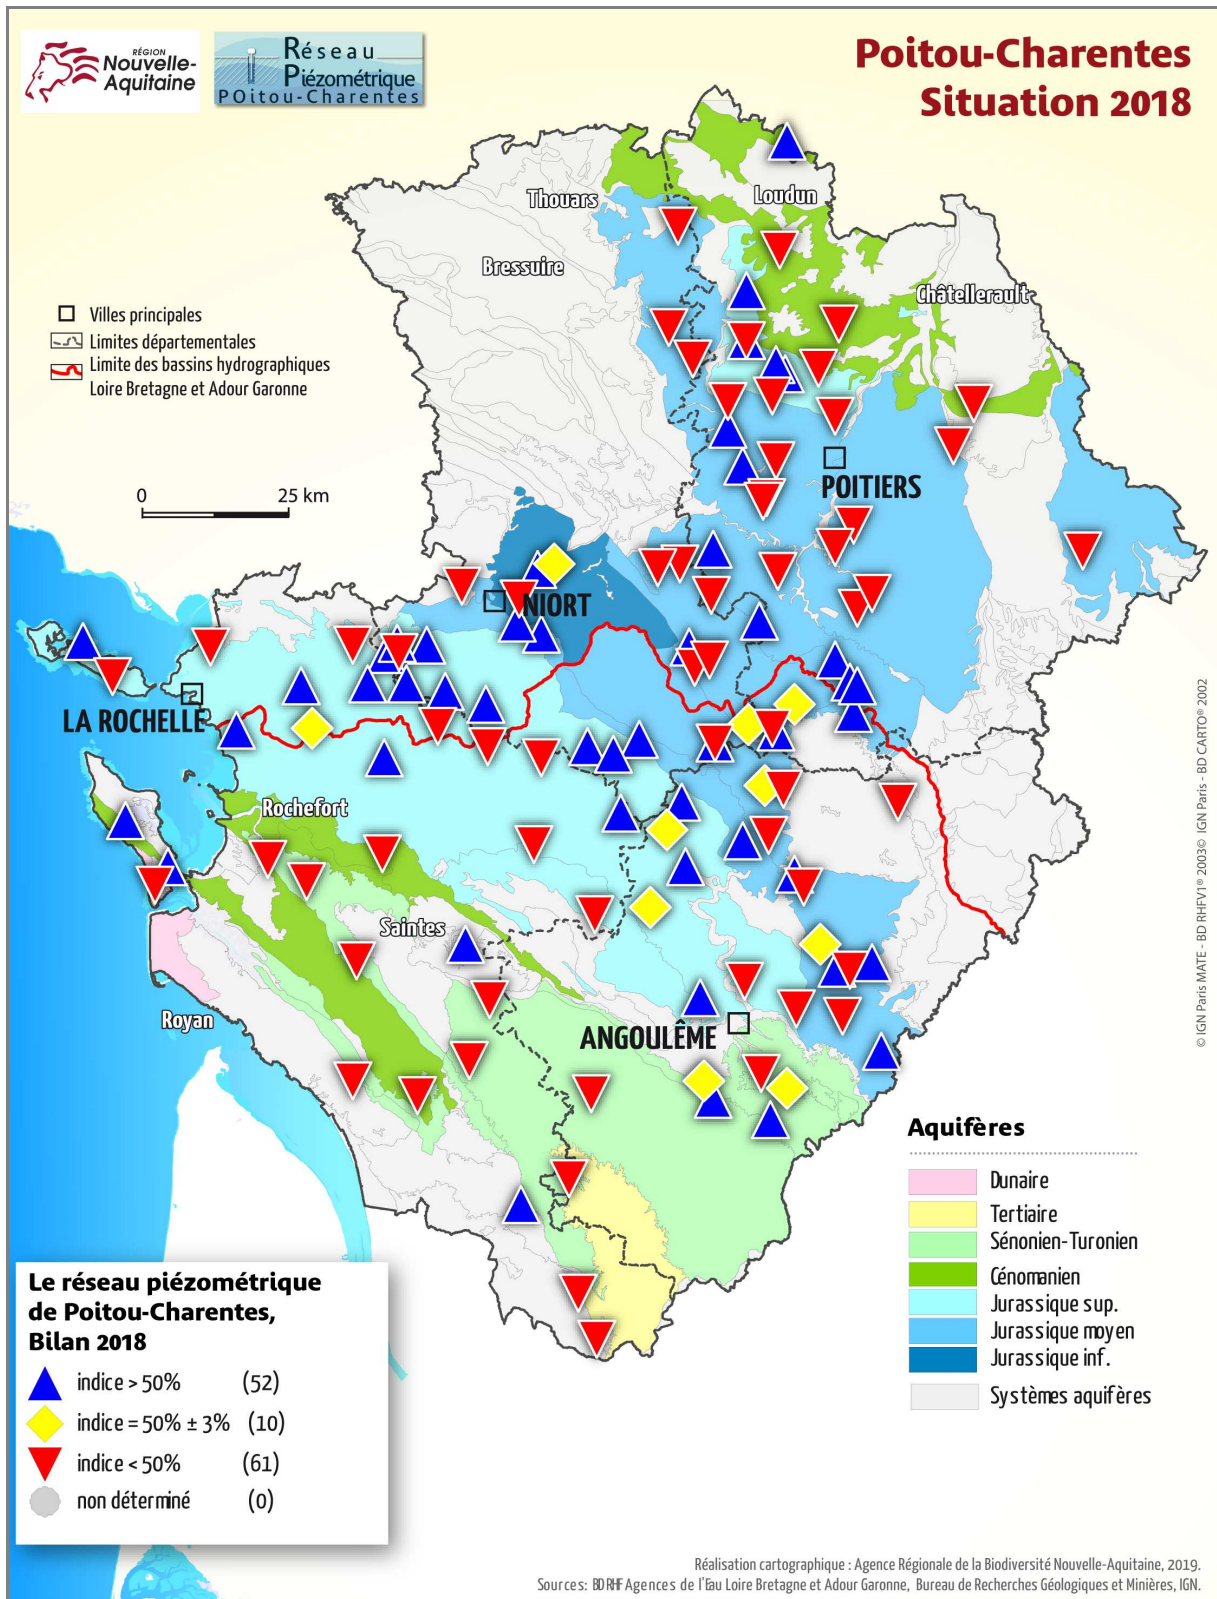 RÉGION
Nouvelle-
Aquitaine
Réseau
Piézométrique
POitou-Charentes
Poitou-Charentes
Situation 2018
Thouars
Loudun
Bressuire
Châtellerault
Villes principales
Limites départementales
Limite des bassins hydrographiques
Loire Bretagne et Adour Garonne
0 25 km
POITIERS
NIORT
LA ROCHELLE
Rochefort
Saintes
Royan
ANGOULÊME
© IGN Paris MATE - BD RHFV1® 2003© IGN Paris - BD CARTO® 2002
Aquifères
Dunaire
Tertiaire
Sénonien-Turonien
Cénomanien
Jurassique sup.
Jurassique moyen
Jurassique inf.
Systèmes aquifères
Le réseau piézométrique
de Poitou-Charentes,
Bilan 2018
indice > 50% (52)
indice = 50% ± 3% (10)
indice < 50% (61)
non déterminé (0)
Réalisation cartographique : Agence Régionale de la Biodiversité Nouvelle-Aquitaine, 2019.
Sources: BD RHF Agences de l'Eau Loire Bretagne et Adour Garonne, Bureau de Recherches Géologiques et Minières, IGN.